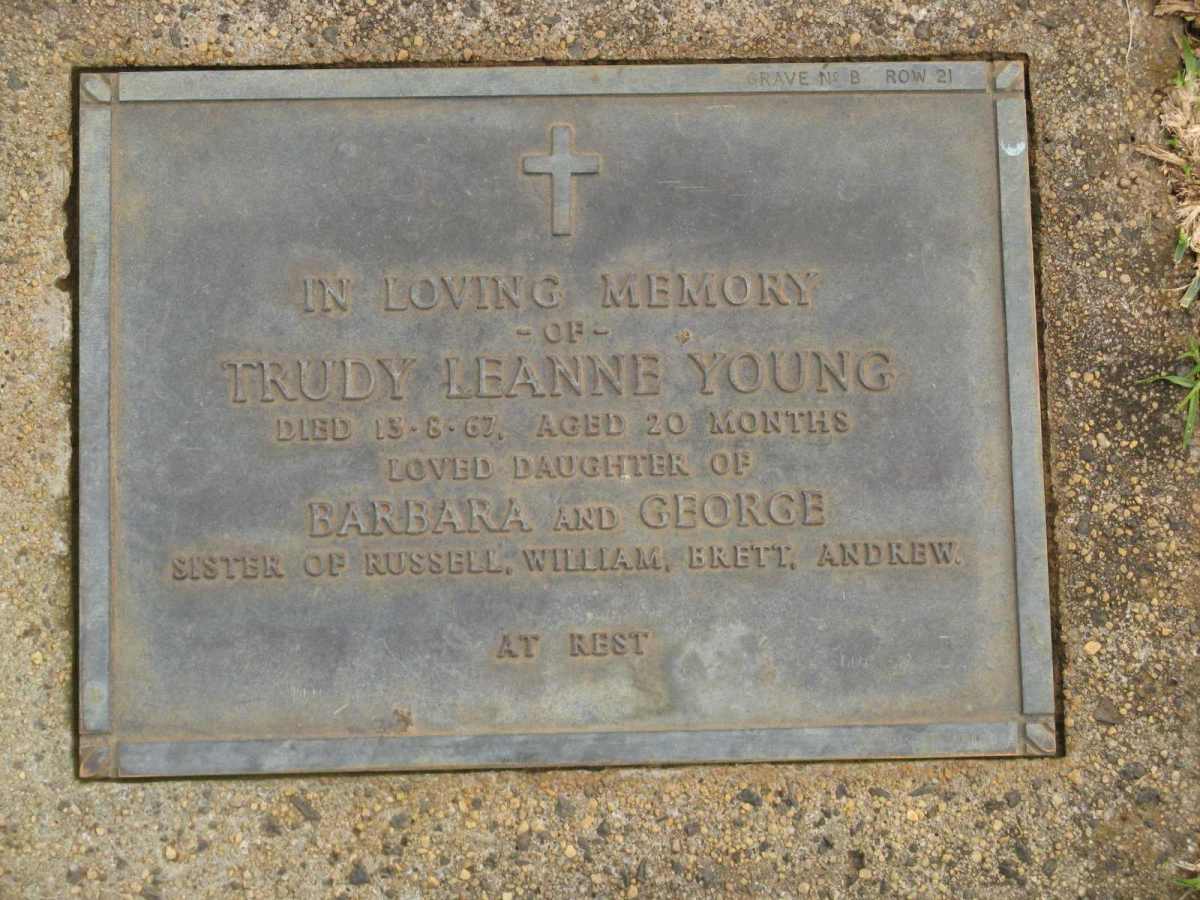 GRAVE No B ROW 21
IN LOVING MEMORY
- OF -
TRUDY LEANNE YOUNG
DIED 13·8·67, AGED 20 MONTHS
LOVED DAUGHTER OF
BARBARA AND GEORGE
SISTER OF RUSSELL, WILLIAM, BRETT, ANDREW.
AT REST